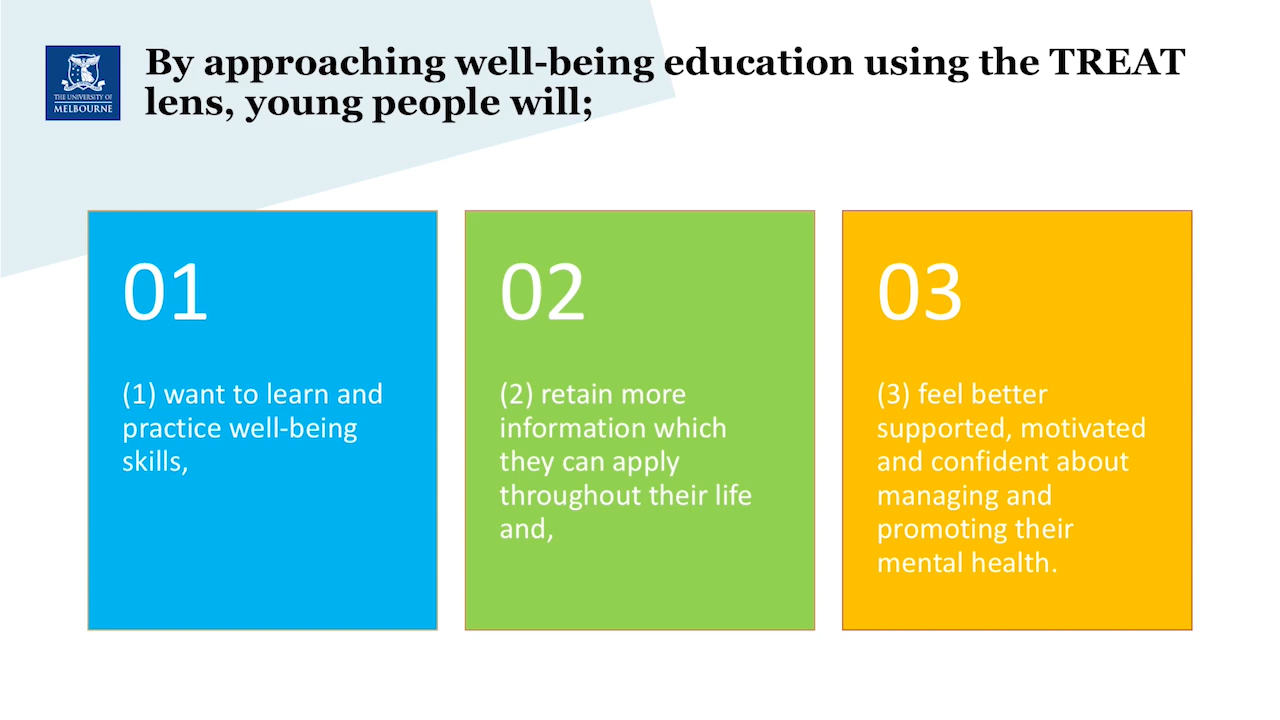 THE UNIVERSITY OF
MELBOURNE
By approaching well-being education using the TREAT
lens, young people will;
01
(1) want to learn and
practice well-being
skills,
02
(2) retain more
information which
they can apply
throughout their life
and,
03
(3) feel better
supported, motivated
and confident about
managing and
promoting their
mental health.